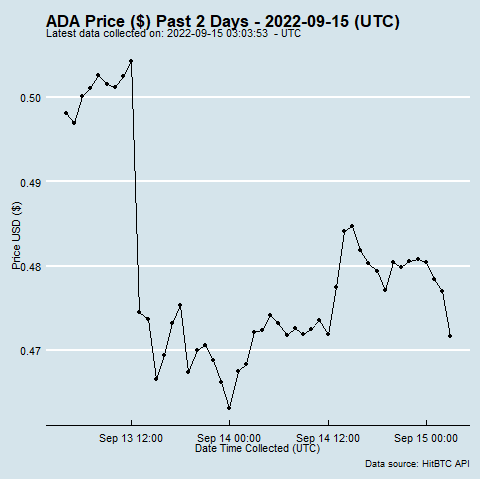 ADA Price ($) Past 2 Days - 2022-09-15 (UTC)
Latest data collected on: 2022-09-15 03:03:53 - UTC
0.50
0.49
0.48
0.47
Price USD ($)
Sep 13 12:00 Sep 14 00:00 Sep 14 12:00 Sep 15 00:00
Date Time Collected (UTC)
Data source: HitBTC API